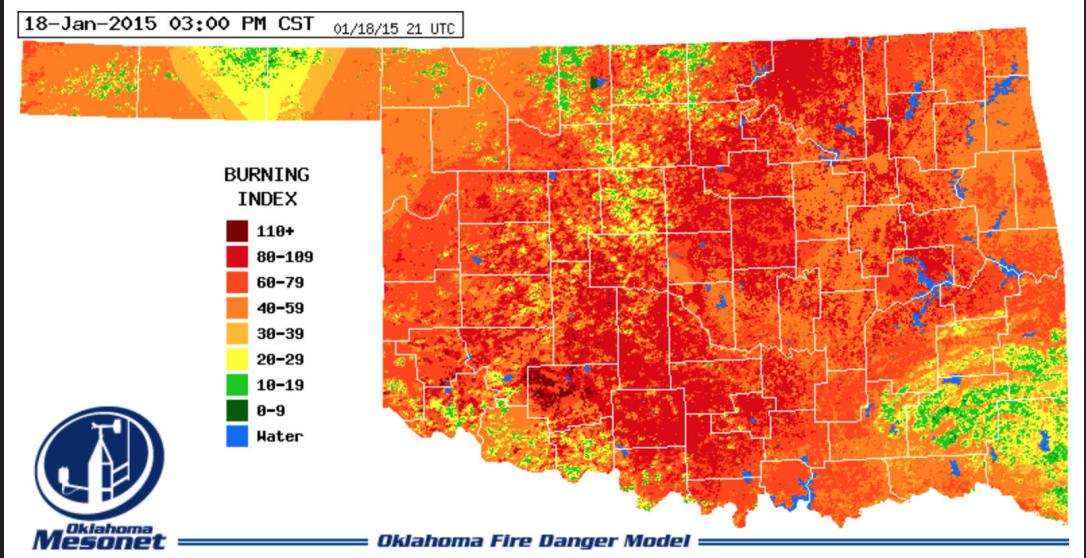 18-Jan-2015 03:00 PM CST 01/18/15 21 UTC
BURNING
INDEX
110+
80-109
60-79
40-59
30-39
20-29
10-19
0-9
Water
Oklahoma
Mesonet
Oklahoma Fire Danger Model